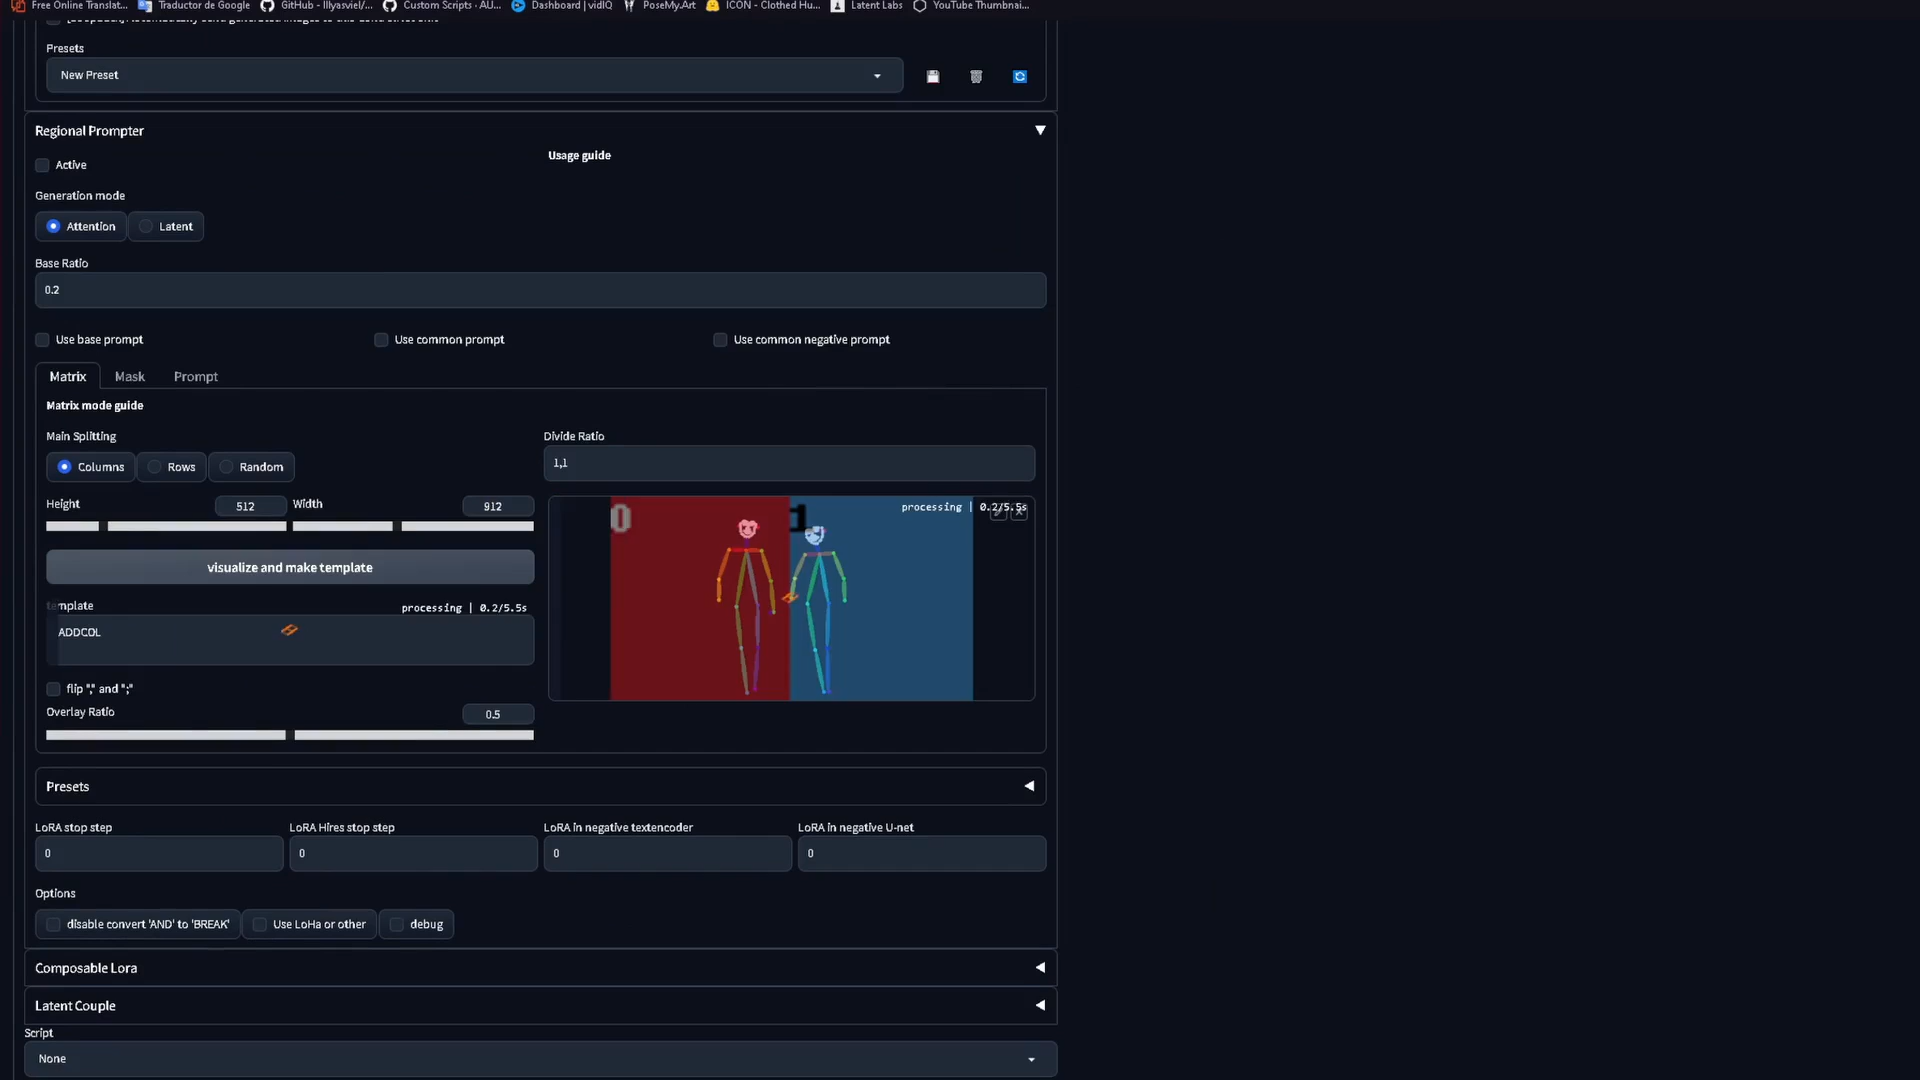 Free Online Translat... Traductor de Google GitHub - Illyasviel/... Custom Scripts · AU... Dashboard | vidIQ PoseMy.Art ICON - Clothed Hu... Latent Labs YouTube Thumbnai...
Presets
New Preset
Regional Prompter
Active
Usage guide
Generation mode
Attention Latent
Base Ratio
0.2
Use base prompt Use common prompt Use common negative prompt
Matrix Mask Prompt
Matrix mode guide
Main Splitting
Columns Rows Random
Divide Ratio
1,1
Height 512 Width 912
processing | 0.2/5.5s
0 1
visualize and make template
template
processing | 0.2/5.5s
ADDCOL
flip "," and ";"
Overlay Ratio 0.5
Presets
LoRA stop step LoRA Hires stop step LoRA in negative textencoder LoRA in negative U-net
0 0 0 0
Options
disable convert 'AND' to 'BREAK' Use LoHa or other debug
Composable Lora
Latent Couple
Script
None